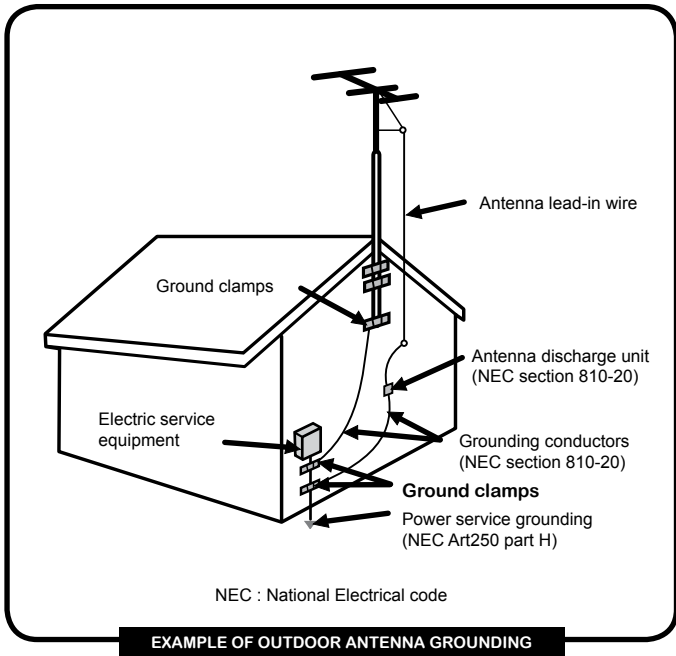 Antenna lead-in wire
Ground clamps
Antenna discharge unit
(NEC section 810-20)
Electric service
equipment
Grounding conductors
(NEC section 810-20)
Ground clamps
Power service grounding
(NEC Art250 part H)
NEC : National Electrical code
EXAMPLE OF OUTDOOR ANTENNA GROUNDING